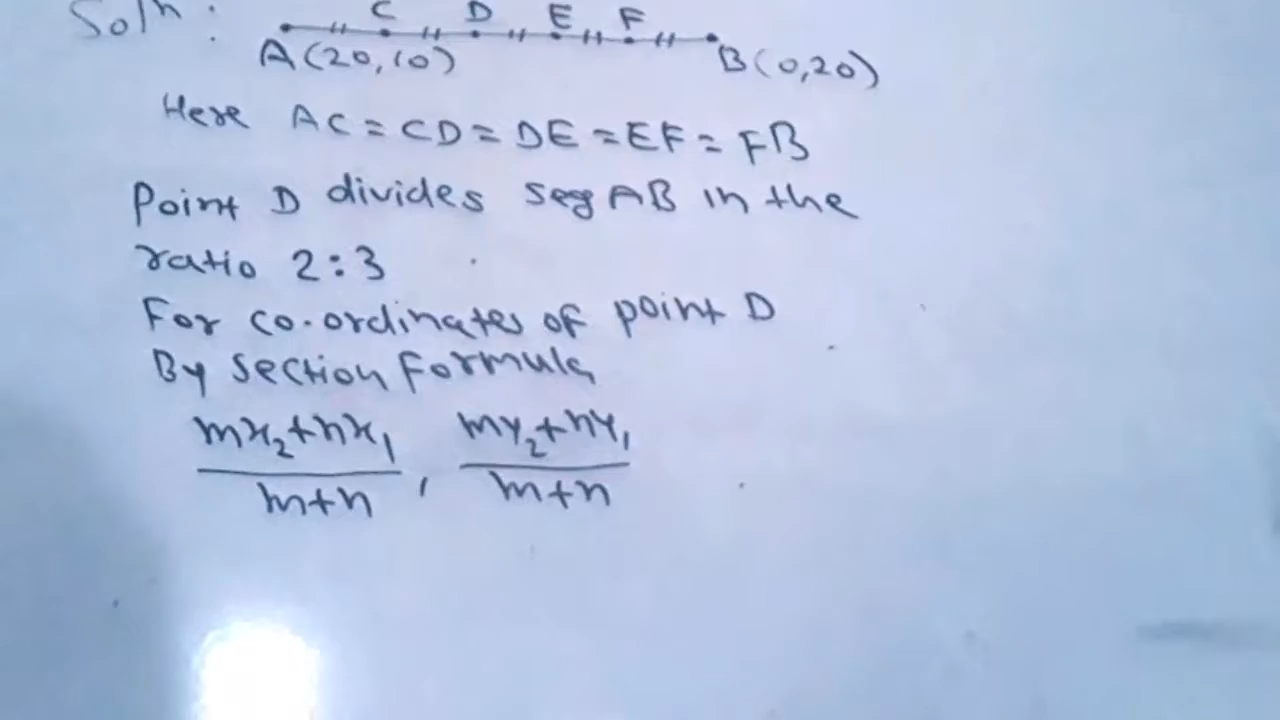 Soln:
C D E F
A(20,10) B(0,20)
Here AC = CD = DE = EF = FB
Point D divides seg AB in the
ratio 2:3
For co-ordinates of point D
By section formula
mx₂+nx₁/m+n, my₂+ny₁/m+n